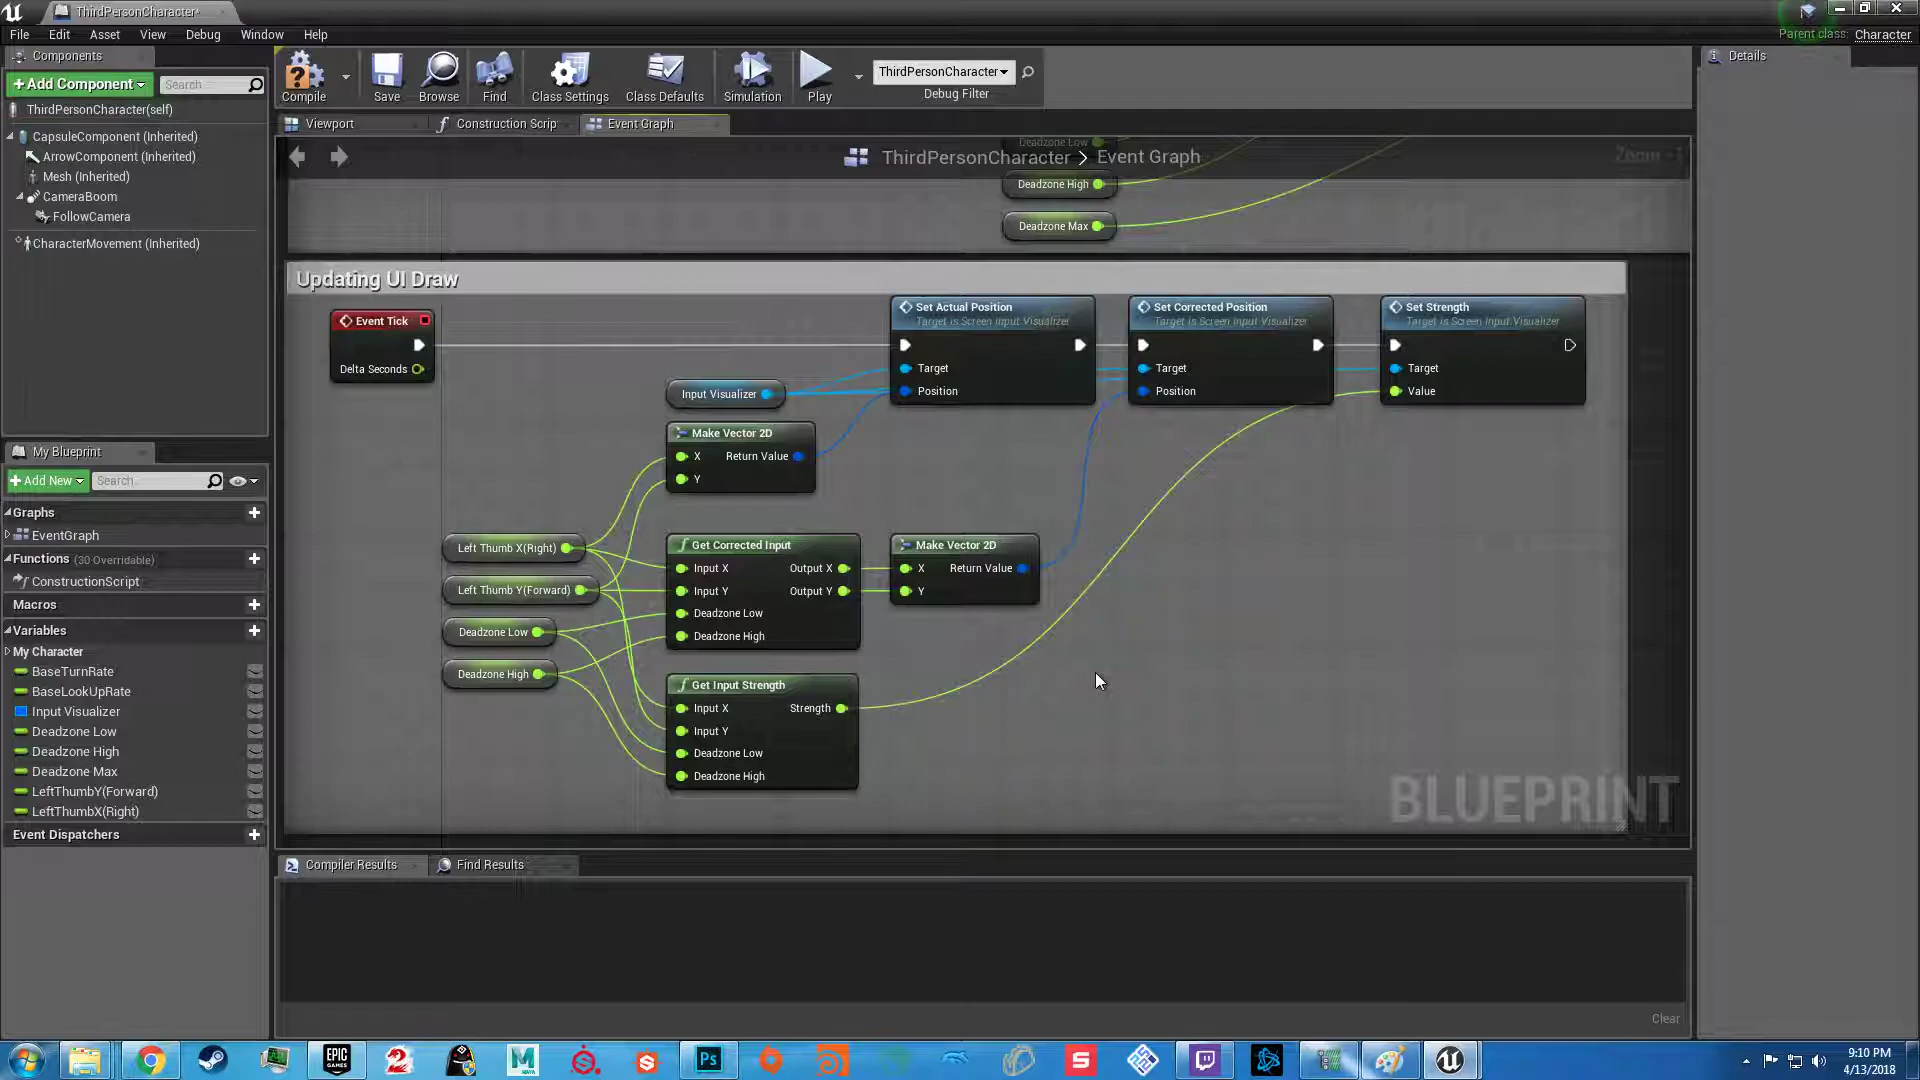 ThirdPersonCharacter*
File Edit Asset View Debug Window Help
Parent class: Character
Components
Details
+Add Component
Search
Compile
Save
Browse
Find
Class Settings
Class Defaults
Simulation
Play
ThirdPersonCharacter
Debug Filter
ThirdPersonCharacter(self)
CapsuleComponent (Inherited)
ArrowComponent (Inherited)
Mesh (Inherited)
CameraBoom
FollowCamera
CharacterMovement (Inherited)
Viewport
Construction Scrip
Event Graph
ThirdPersonCharacter > Event Graph
Zoom -1
Deadzone Low
Deadzone High
Deadzone Max
Updating UI Draw
Event Tick
Delta Seconds
Set Actual Position
Target is Screen Input Visualizer
Target
Position
Set Corrected Position
Target is Screen Input Visualizer
Target
Position
Set Strength
Target is Screen Input Visualizer
Target
Value
Input Visualizer
Make Vector 2D
X Return Value
Y
Left Thumb X(Right)
Left Thumb Y(Forward)
Deadzone Low
Deadzone High
Get Corrected Input
Input X Output X
Input Y Output Y
Deadzone Low
Deadzone High
Make Vector 2D
X Return Value
Y
Get Input Strength
Input X Strength
Input Y
Deadzone Low
Deadzone High
BLUEPRINT
My Blueprint
+Add New
Search
Graphs
EventGraph
Functions (30 Overridable)
ConstructionScript
Macros
Variables
My Character
BaseTurnRate
BaseLookUpRate
Input Visualizer
Deadzone Low
Deadzone High
Deadzone Max
LeftThumbY(Forward)
LeftThumbX(Right)
Event Dispatchers
Compiler Results
Find Results
Clear
EPIC
GAMES
2
M
MAYA
Ps
S
9:10 PM
4/13/2018